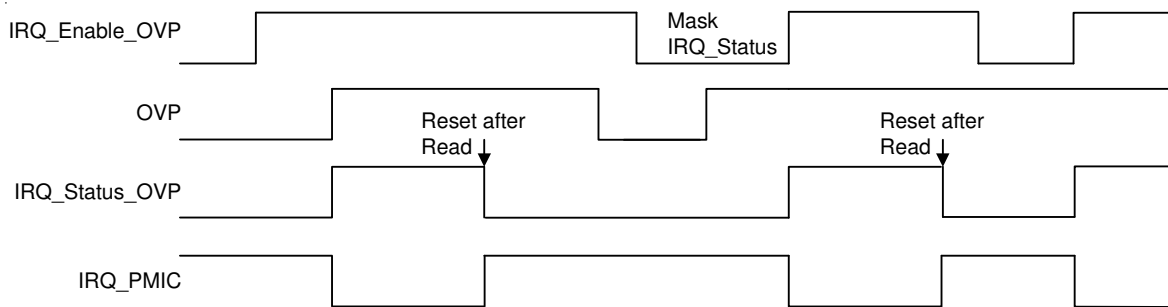 IRQ_Enable_OVP
Mask
IRQ_Status
OVP
Reset after
Read
Reset after
Read
IRQ_Status_OVP
IRQ_PMIC